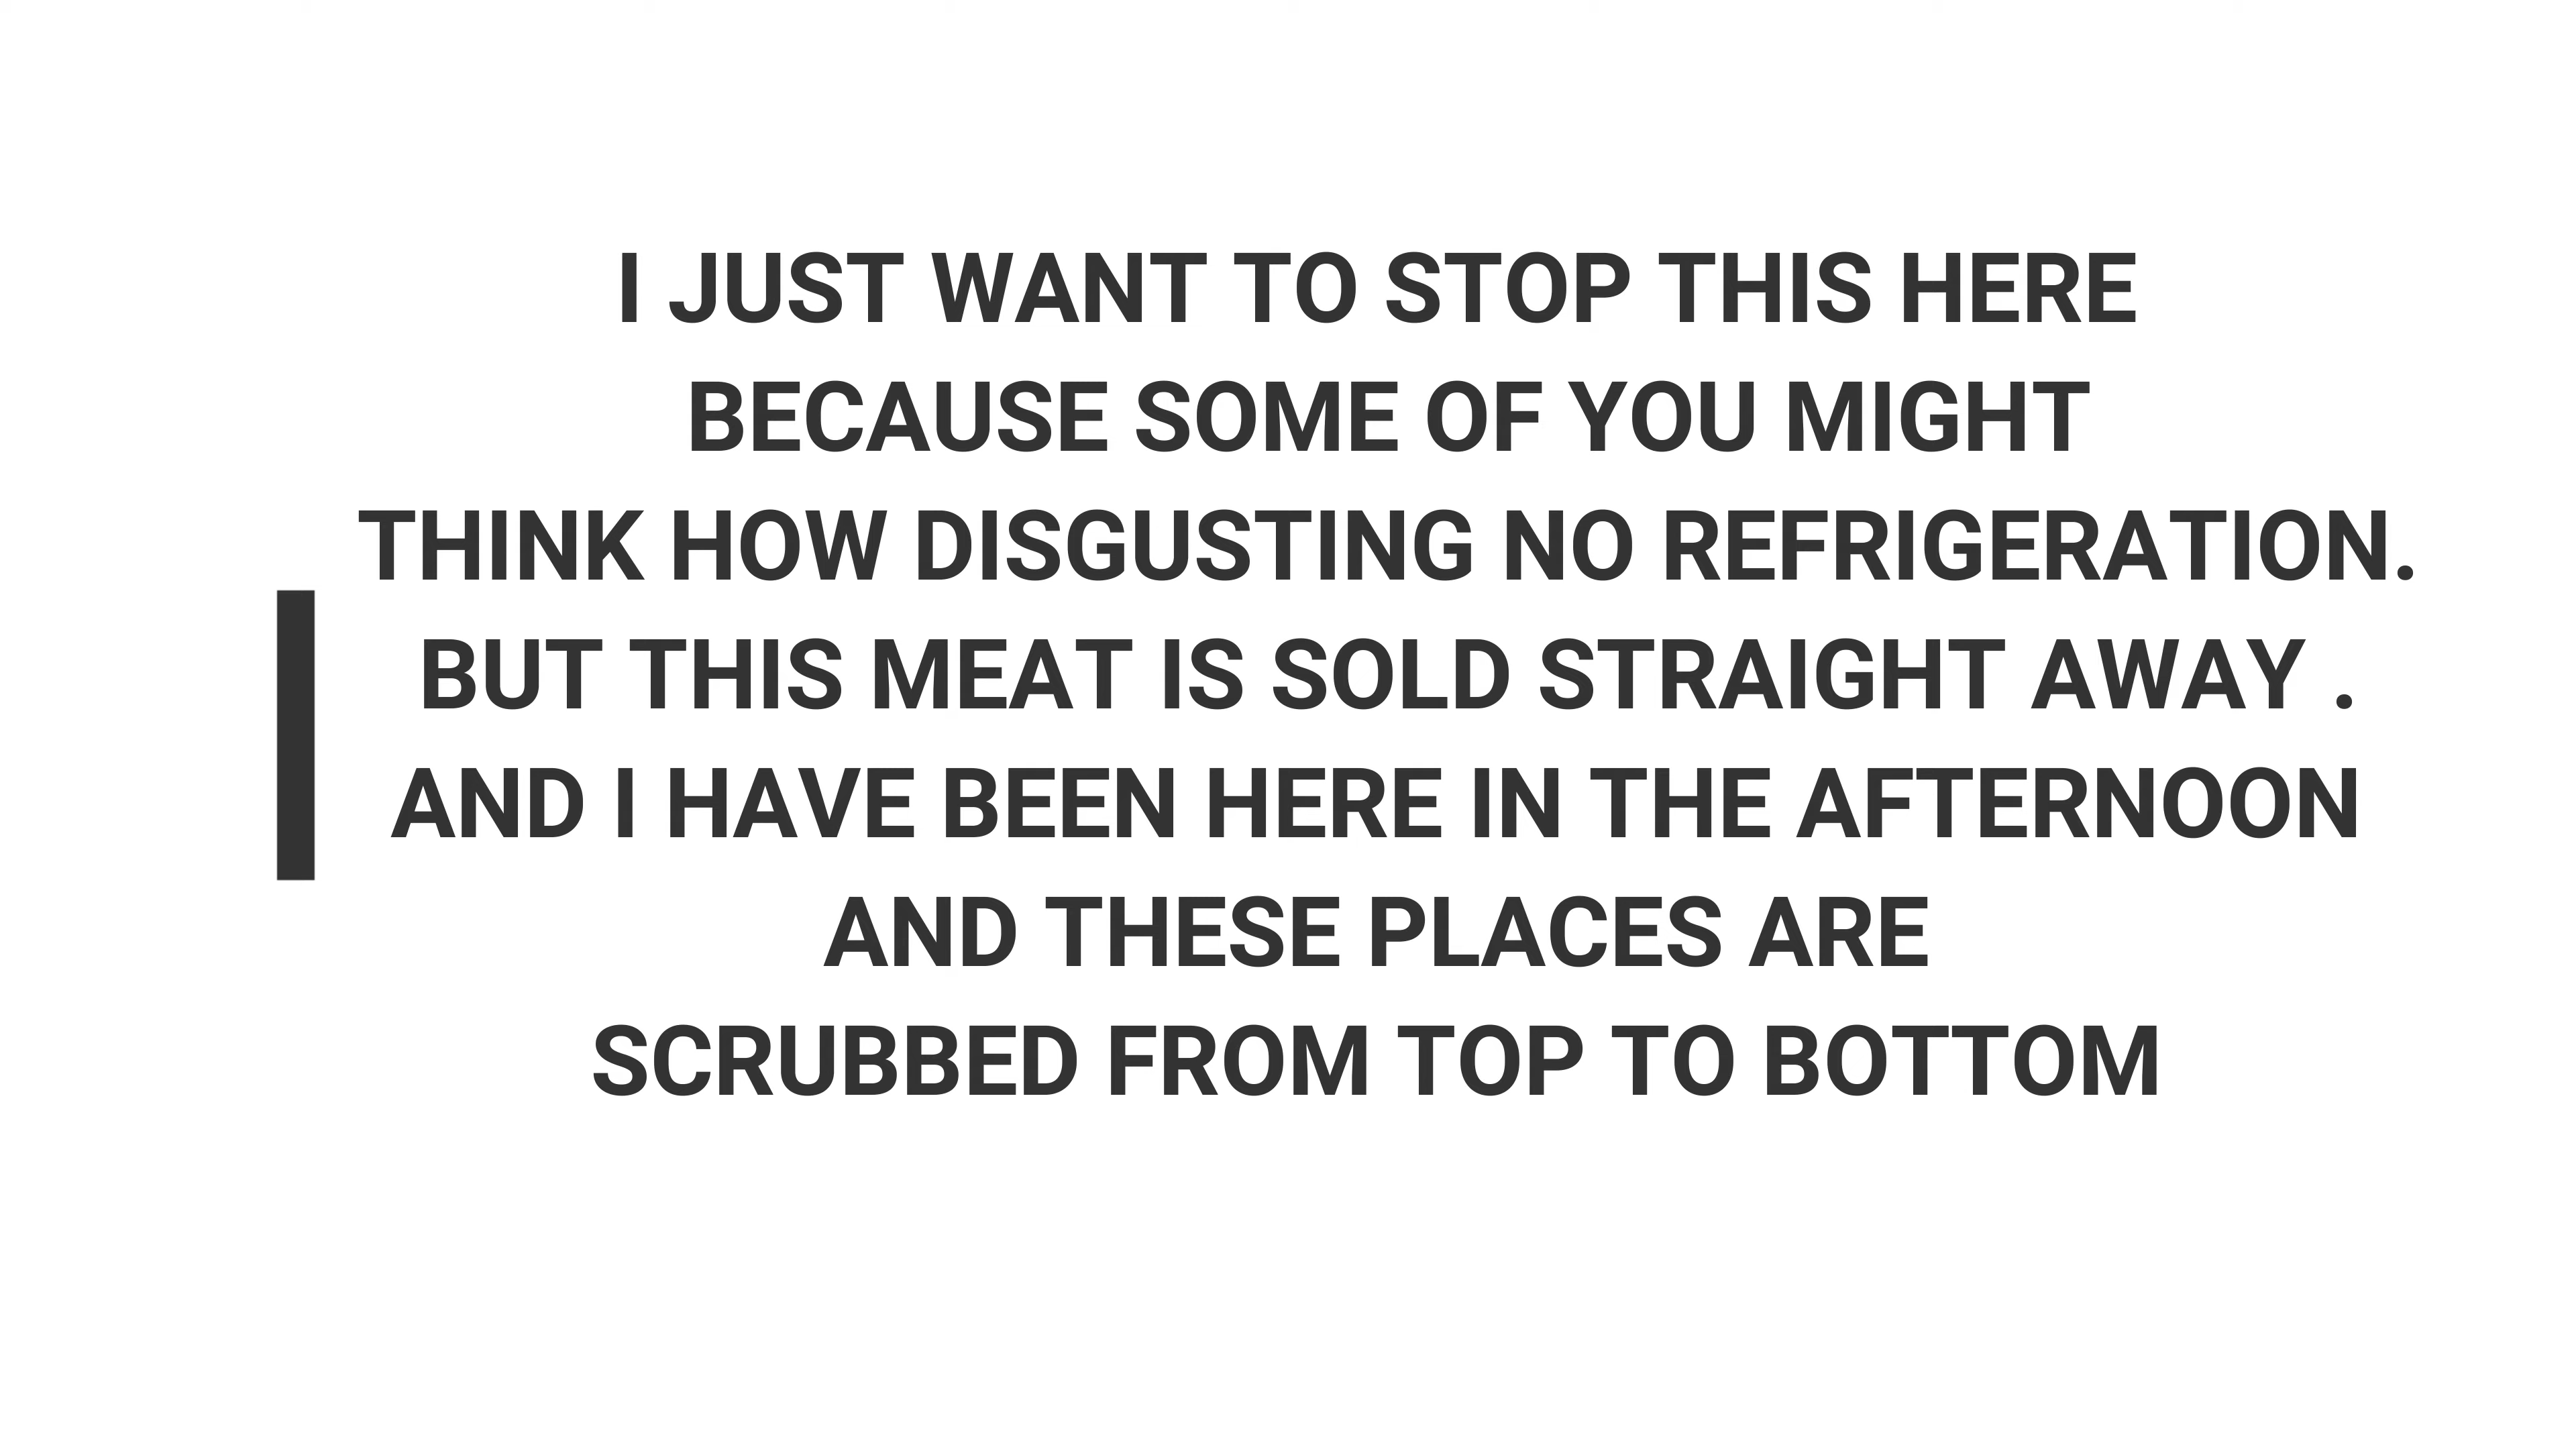 I JUST WANT TO STOP THIS HERE
BECAUSE SOME OF YOU MIGHT
THINK HOW DISGUSTING NO REFRIGERATION.
BUT THIS MEAT IS SOLD STRAIGHT AWAY .
AND I HAVE BEEN HERE IN THE AFTERNOON
AND THESE PLACES ARE
SCRUBBED FROM TOP TO BOTTOM